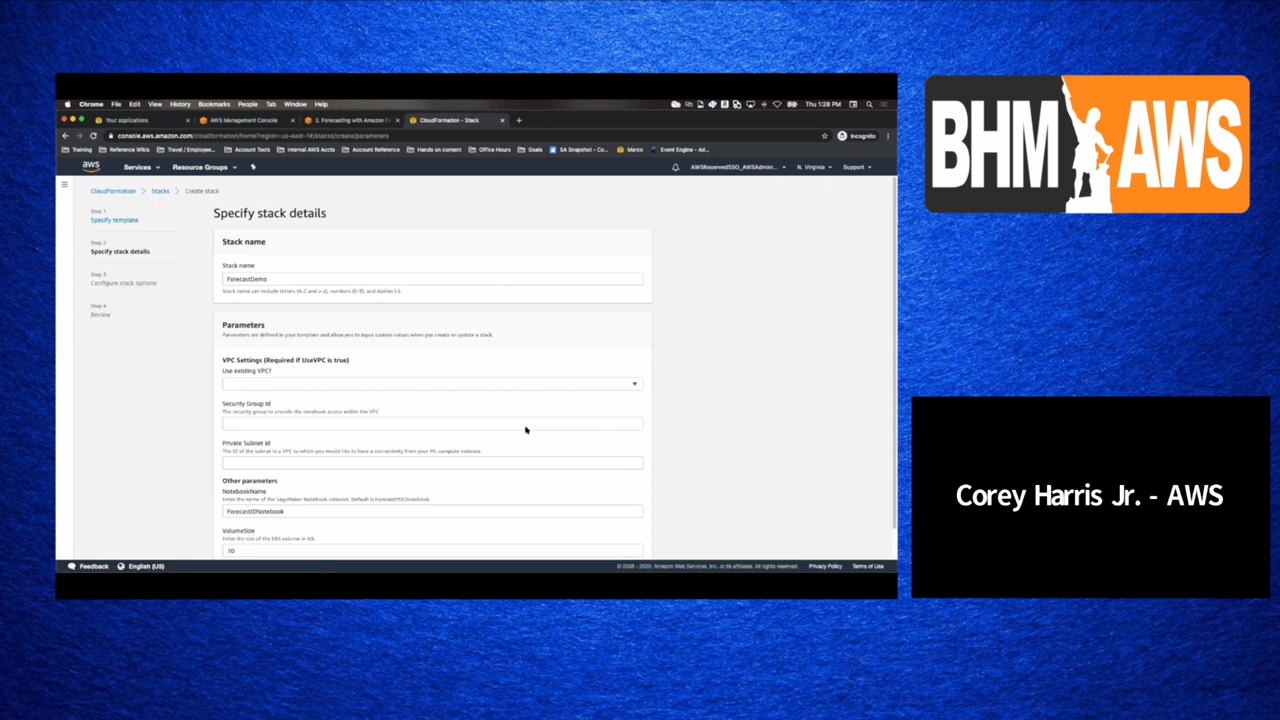 Chrome File Edit View History Bookmarks People Tab Window Help Thu 1:28 PM
Your applications
AWS Management Console
2. Forecasting with Amazon F
CloudFormation - Stack
console.aws.amazon.com/cloudformation/home?region=us-east-1#/stacks/create/parameters
Incognito
Training Reference Wikis Travel / Employee... Account Tools Internal AWS Accts Account Reference Hands on content Office Hours Goals SA Snapshot - Co... Marco Event Engine - Ad...
aws Services Resource Groups AWSReservedSSO_AWSAdmini... N. Virginia Support
CloudFormation > Stacks > Create stack
Step 1
Specify template
Step 2
Specify stack details
Step 3
Configure stack options
Step 4
Review
Specify stack details
Stack name
Stack name
ForecastDemo
Stack name can include letters (A-Z and a-z), numbers (0-9), and dashes (-).
Parameters
Parameters are defined in your template and allow you to input custom values when you create or update a stack.
VPC Settings (Required if UseVPC is true)
Use existing VPC?
Security Group Id
The security group to provide the notebook access within the VPC
Private Subnet Id
The ID of the subnet in a VPC to which you would like to have a connectivity from your ML compute instance
Other parameters
NotebookName
Enter the name of the SageMaker Notebook instance. Default is ForecastPOCNotebook.
ForecastIDNotebook
VolumeSize
Enter the size of the EBS volume in
10
Feedback English (US) © 2008 - 2020, Amazon Web Services, Inc. or its affiliates. All rights reserved. Privacy Policy Terms of Use
BHM AWS
Corey Harris Jr. - AWS